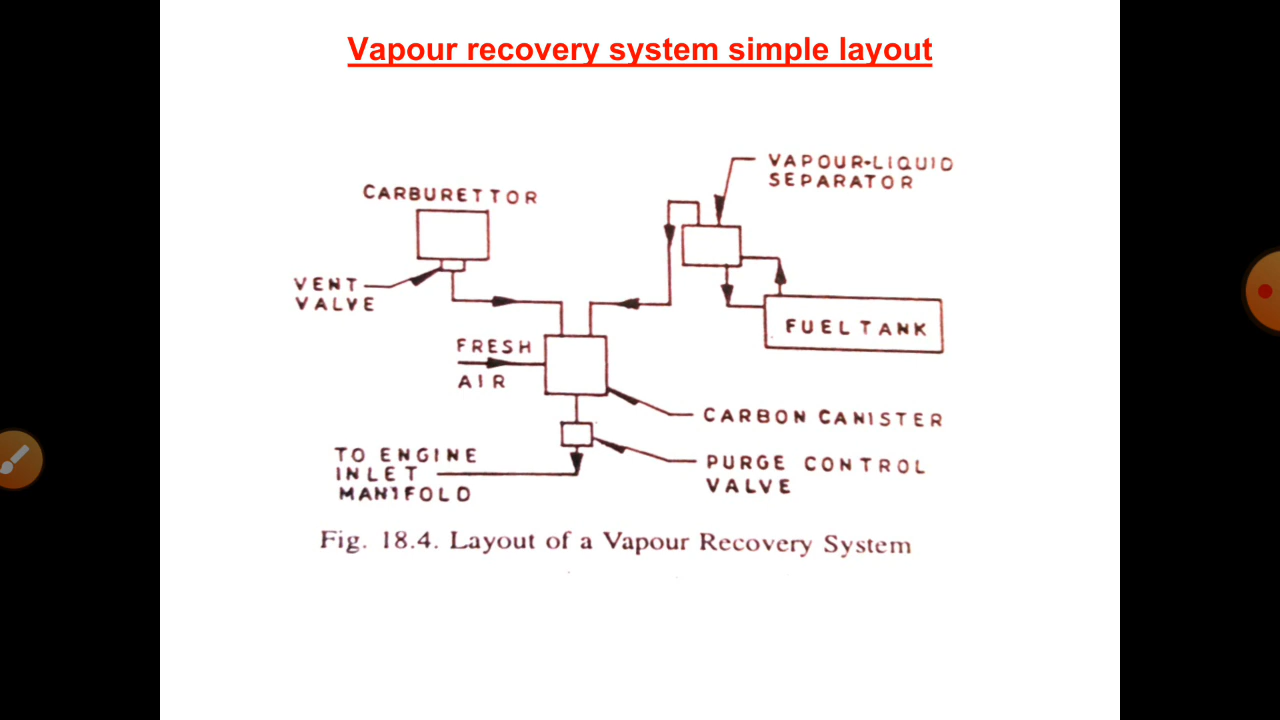 Vapour recovery system simple layout
VAPOUR-LIQUID
SEPARATOR
CARBURETTOR
VENT
VALVE
FUEL TANK
FRESH
AIR
CARBON CANISTER
TO ENGINE
INLET
MANIFOLD
PURGE CONTROL
VALVE
Fig. 18.4. Layout of a Vapour Recovery System